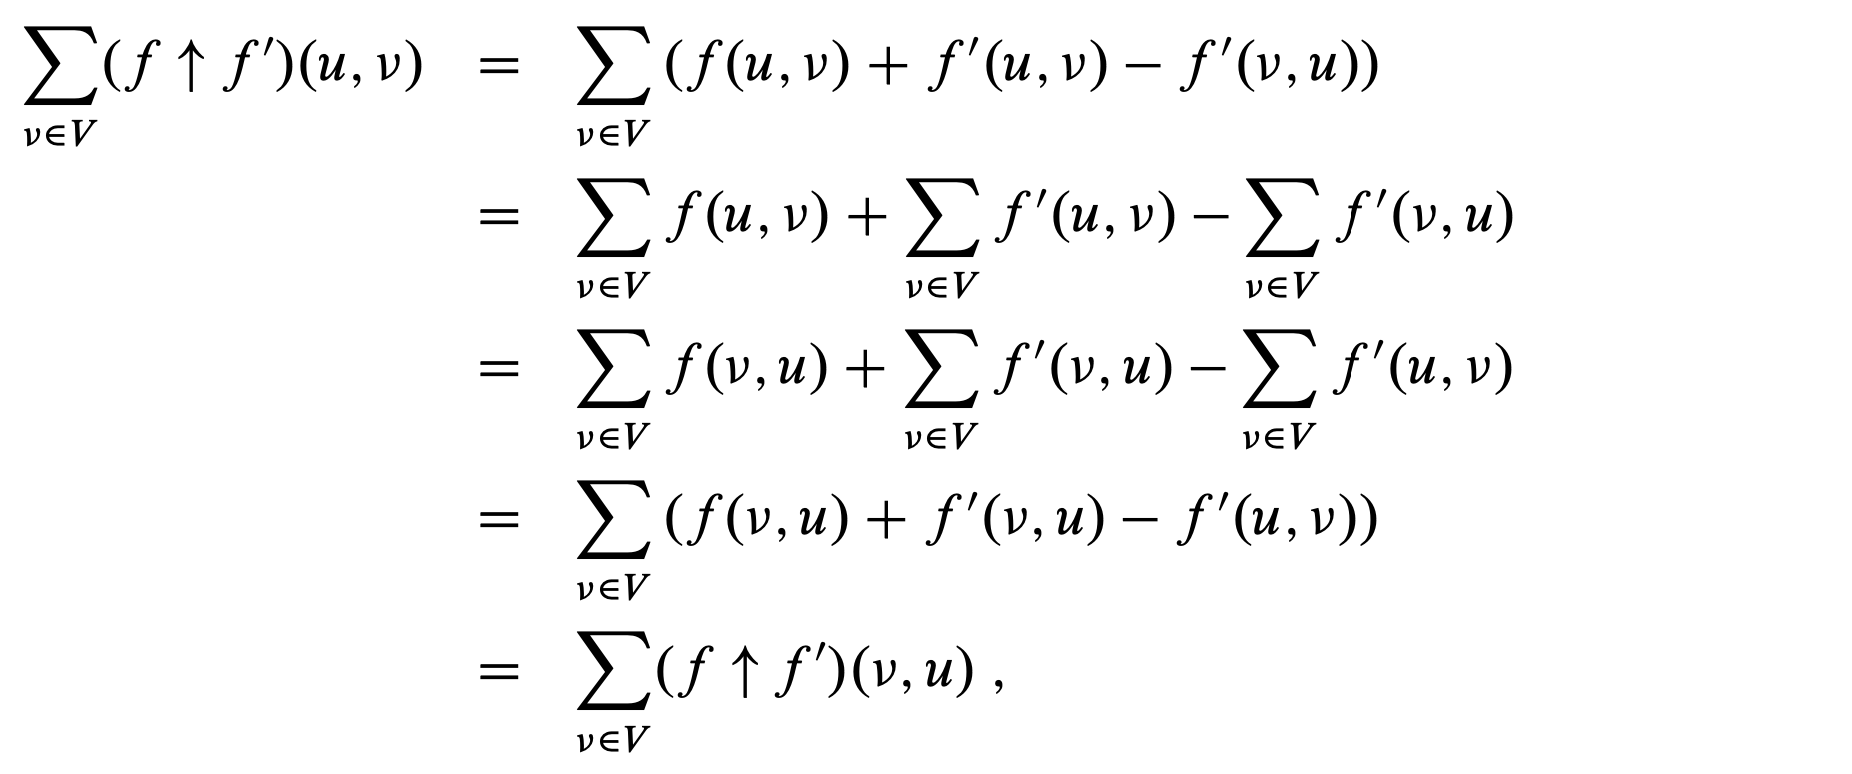 ∑_{v∈V} (f ↑ f′)(u, v) = ∑_{v∈V} (f(u, v) + f′(u, v) − f′(v, u))
= ∑_{v∈V} f(u, v) + ∑_{v∈V} f′(u, v) − ∑_{v∈V} f′(v, u)
= ∑_{v∈V} f(v, u) + ∑_{v∈V} f′(v, u) − ∑_{v∈V} f′(u, v)
= ∑_{v∈V} (f(v, u) + f′(v, u) − f′(u, v))
= ∑_{v∈V} (f ↑ f′)(v, u) ,